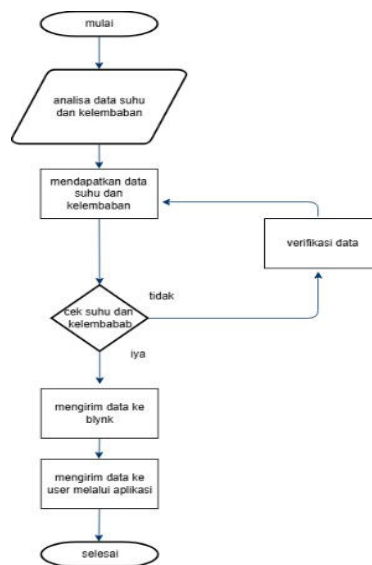 mulai
analisa data suhu
dan kelembaban
mendapatkan data
suhu dan
kelembaban
verifikasi data
tidak
cek suhu dan
kelembabab
iya
mengirim data ke
blynk
mengirim data ke
user melalui aplikasi
selesai